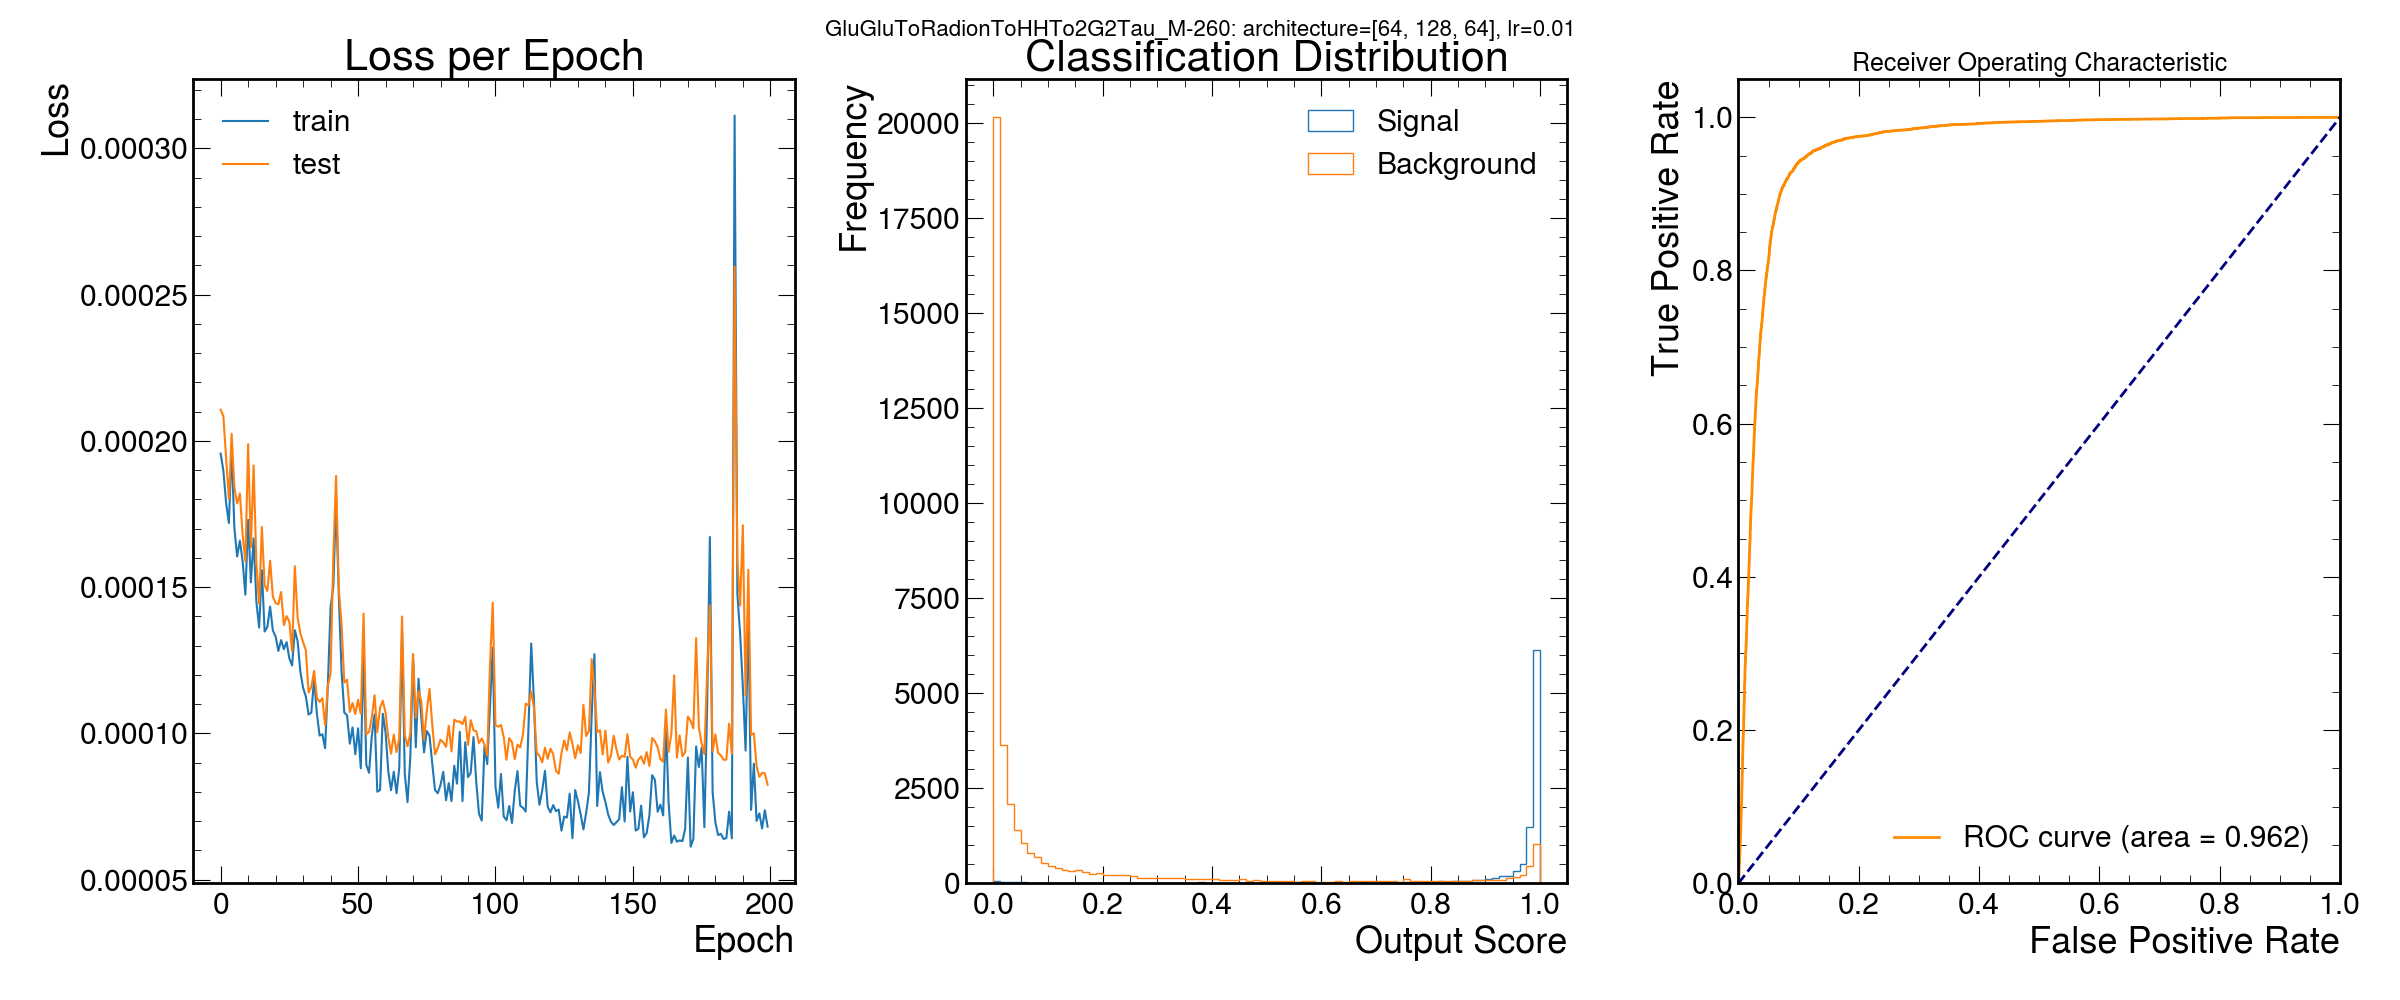 GluGluToRadionToHHTo2G2Tau_M-260: architecture=[64, 128, 64], lr=0.01
Loss per Epoch
Loss
0.00030
0.00025
0.00020
0.00015
0.00010
0.00005
train
test
0 50 100 150 200
Epoch
Classification Distribution
Frequency
20000
17500
15000
12500
10000
7500
5000
2500
0
Signal
Background
0.0 0.2 0.4 0.6 0.8 1.0
Output Score
Receiver Operating Characteristic
True Positive Rate
1.0
0.8
0.6
0.4
0.2
0.0
ROC curve (area = 0.962)
0.0 0.2 0.4 0.6 0.8 1.0
False Positive Rate